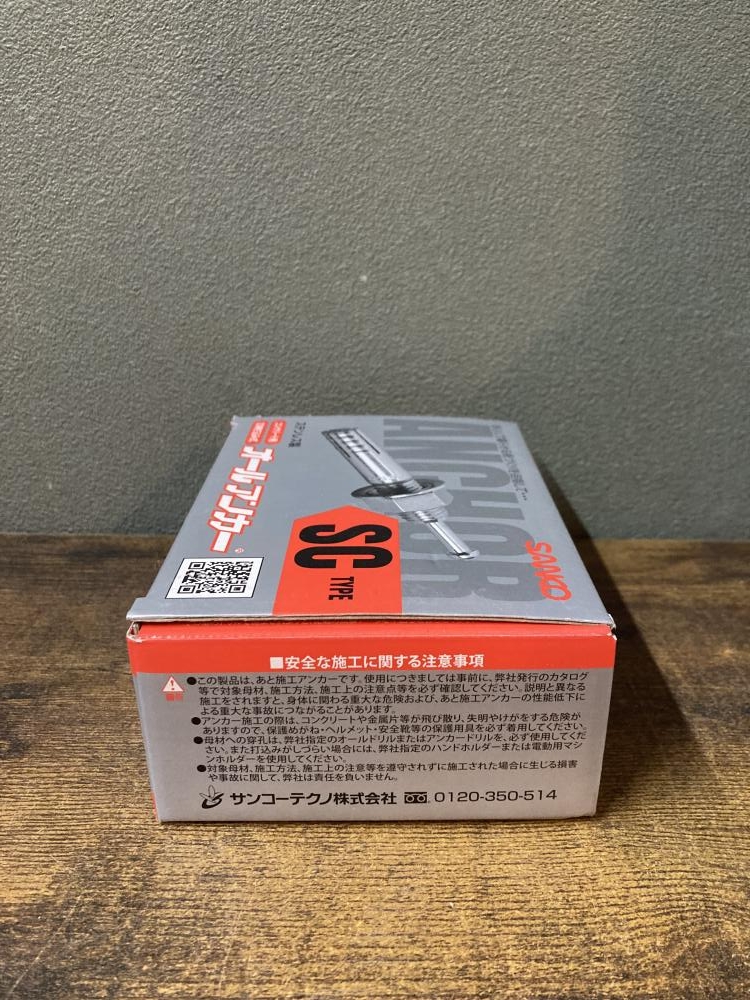 ANCHOR
SANKO
ステンレス製
オールアンカー
SC
TYPE
■安全な施工に関する注意事項
●この製品は、あと施工アンカーです。使用につきましては事前に、弊社発行のカタログ
等で対象母材、施工方法、施工上の注意点等を必ず確認してください。説明と異なる
施工をされますと、身体に関わる重大な危険および、あと施工アンカーの性能低下に
よる重大な事故につながることがあります。
●アンカー施工の際は、コンクリートや金属片等が飛び散り、失明やけがをする危険が
ありますので、保護めがね・ヘルメット・安全靴等の保護用具を必ず着用してください。
●母材への穿孔は、弊社指定のオールドリルまたはアンカードリルを、必ず使用してくだ
さい。また打込みがしづらい場合には、弊社指定のハンドホルダーまたは電動用マシ
ンホルダーを使用してください。
●対象母材、施工方法、施工上の注意等を遵守されずに施工された場合に生じる損害
や事故に関して、弊社は責任を負いません。
サンコーテクノ株式会社 0120-350-514